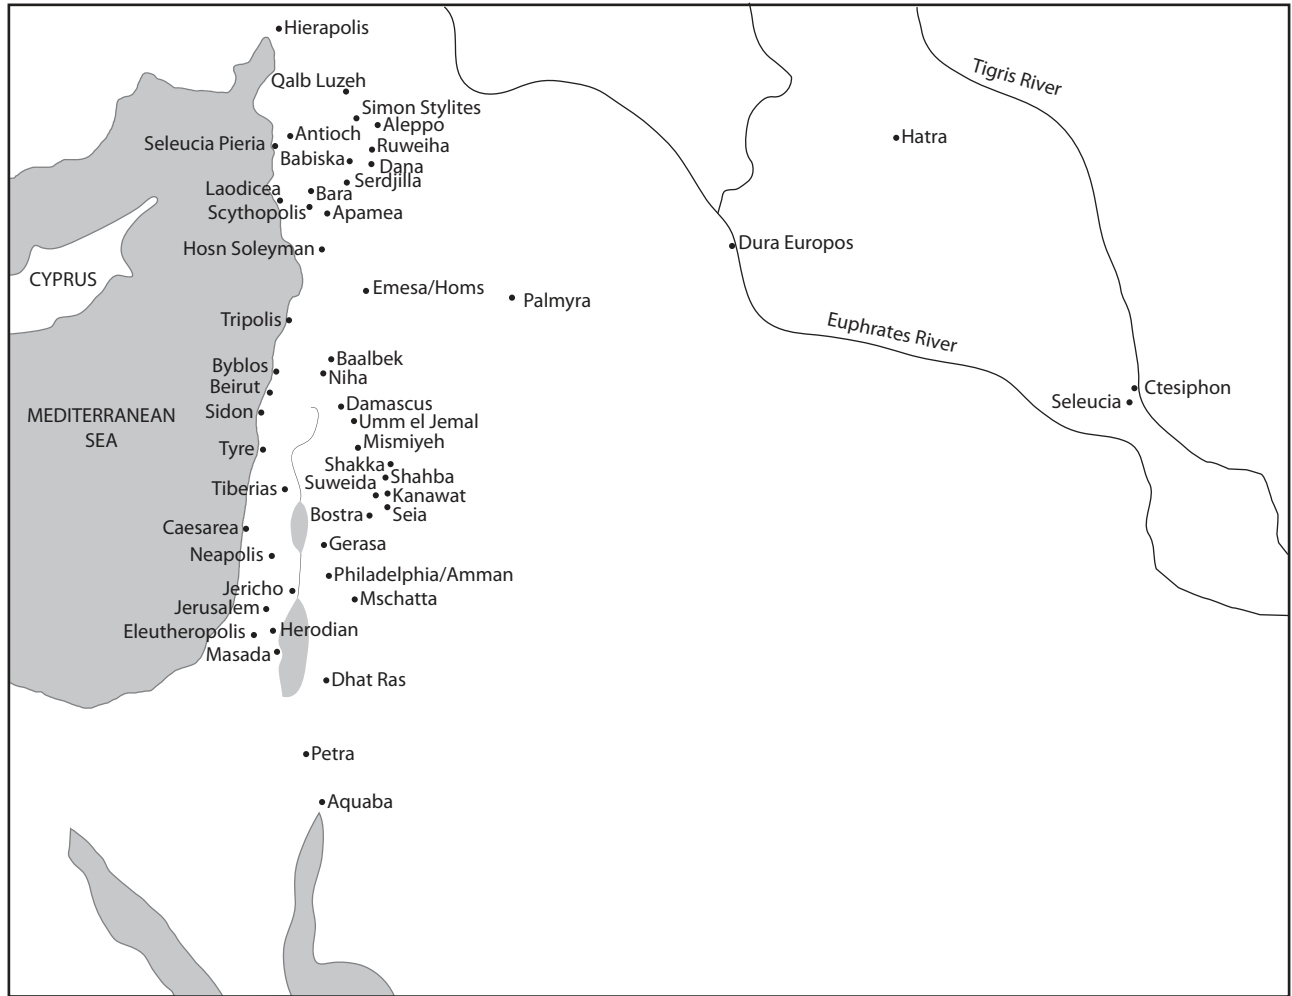 Hierapolis
Tigris River
Qalb Luzeh
Simon Stylites
Aleppo
Antioch
Hatra
Seleucia Pieria
Ruweiha
Babiska
Dana
Serdjilla
Laodicea
Bara
Scythopolis
Apamea
Dura Europos
Hosn Soleyman
CYPRUS
Emesa/Homs
Palmyra
Tripolis
Euphrates River
Baalbek
Byblos
Niha
Beirut
Ctesiphon
Seleucia
Damascus
Sidon
MEDITERRANEAN
SEA
Umm el Jemal
Mismiyeh
Tyre
Shakka
Shahba
Suweida
Tiberias
Kanawat
Bostra
Seia
Caesarea
Gerasa
Neapolis
Philadelphia/Amman
Jericho
Mschatta
Jerusalem
Eleutheropolis
Herodian
Masada
Dhat Ras
Petra
Aquaba